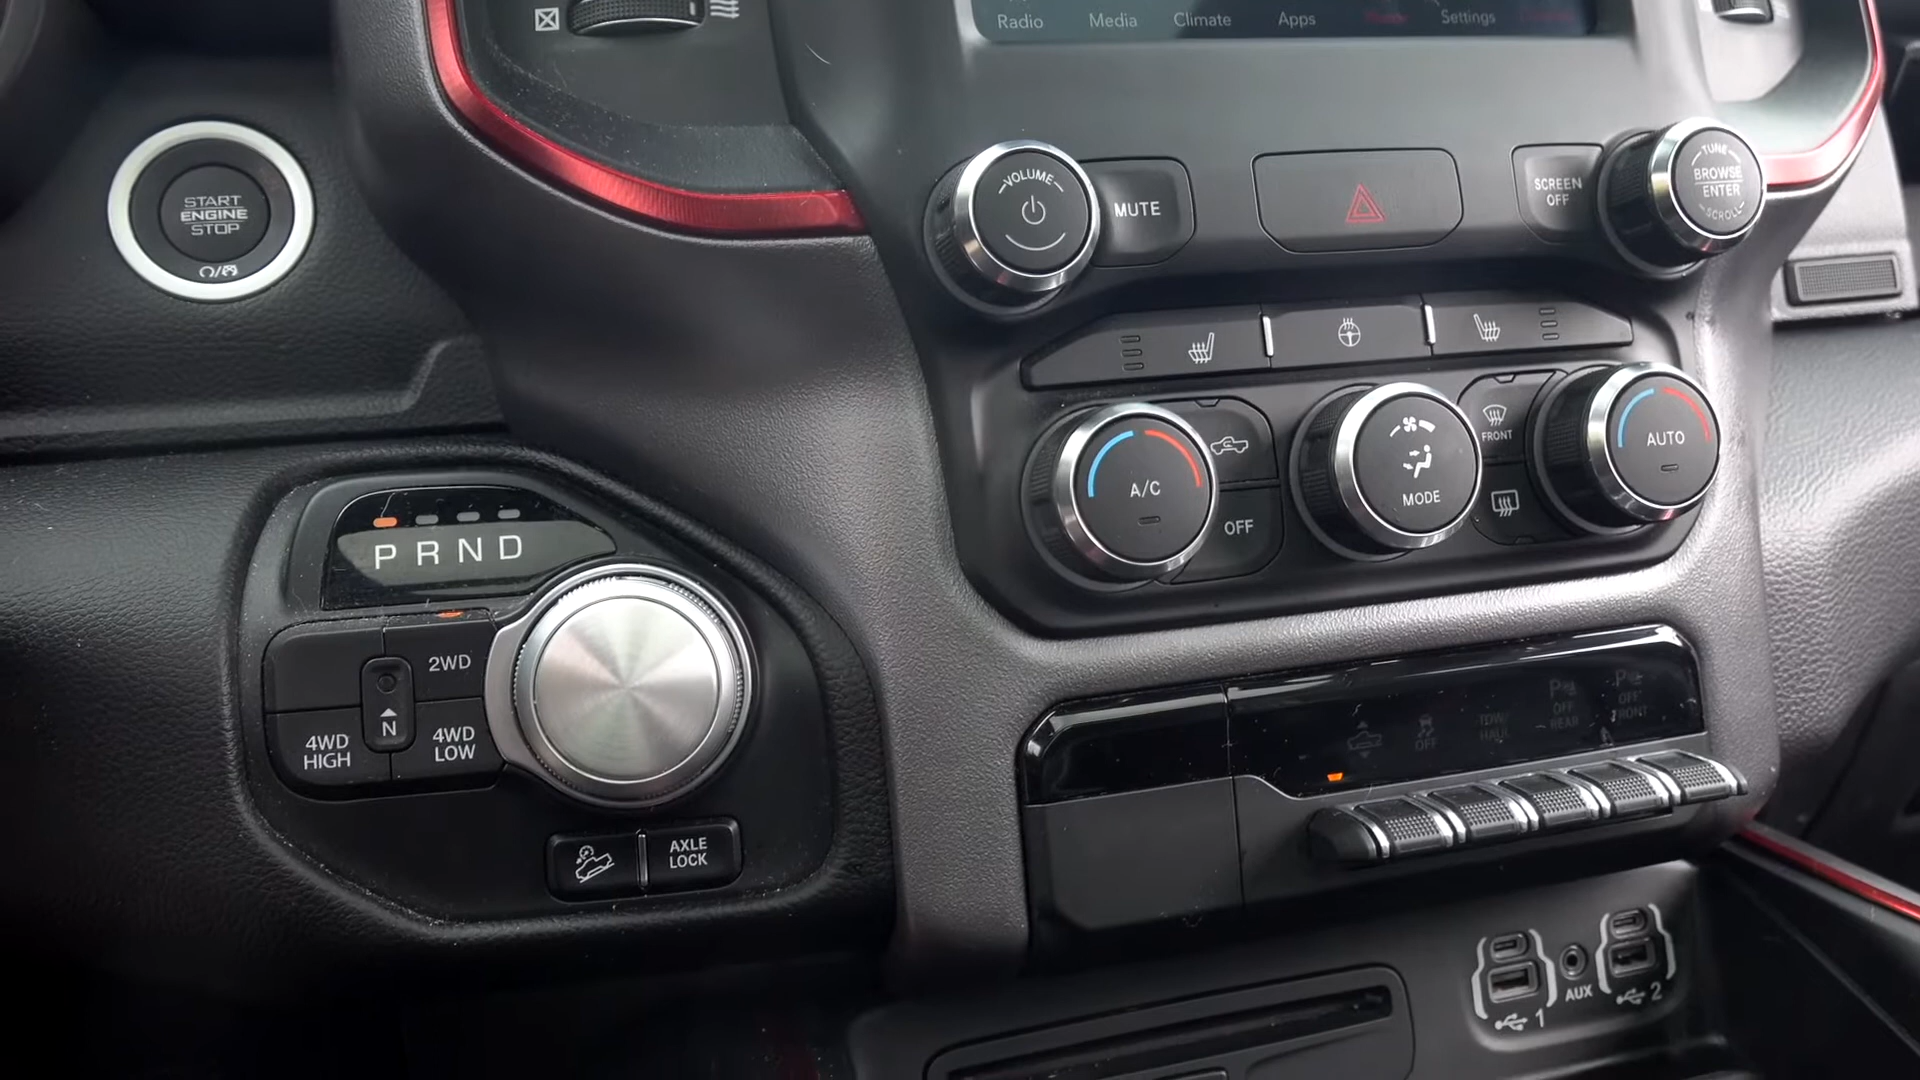 Radio
Media
Climate
Apps
Settings
START
ENGINE
STOP
VOLUME
MUTE
SCREEN
OFF
TUNE
BROWSE
ENTER
SCROLL
A/C
OFF
MODE
FRONT
AUTO
P R N D
2WD
N
4WD
HIGH
4WD
LOW
AXLE
LOCK
OFF
TOW/
HAUL
P
OFF
REAR
P
OFF
FRONT
1
AUX
2